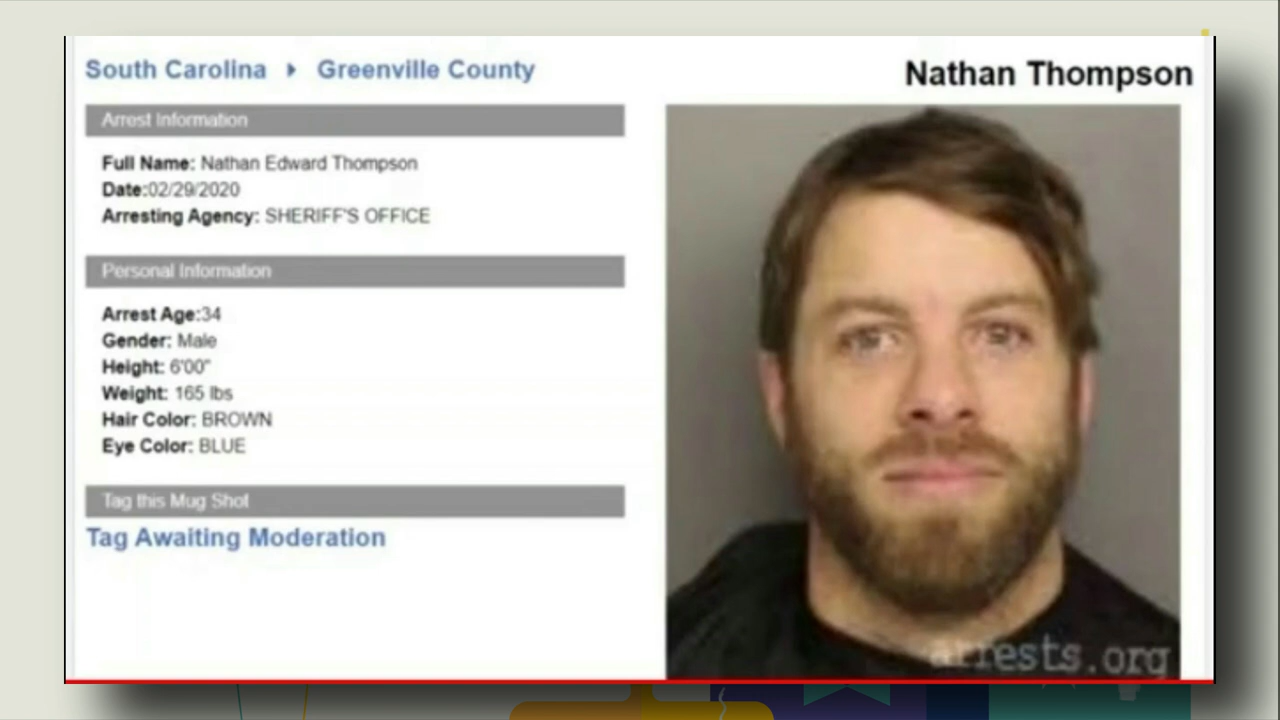 South Carolina Greenville County
Nathan Thompson
Arrest Information
Full Name: Nathan Edward Thompson
Date:02/29/2020
Arresting Agency: SHERIFF'S OFFICE
Personal Information
Arrest Age:34
Gender: Male
Height: 6'00"
Weight: 165 lbs
Hair Color: BROWN
Eye Color: BLUE
Tag this Mug Shot
Tag Awaiting Moderation
arrests.org